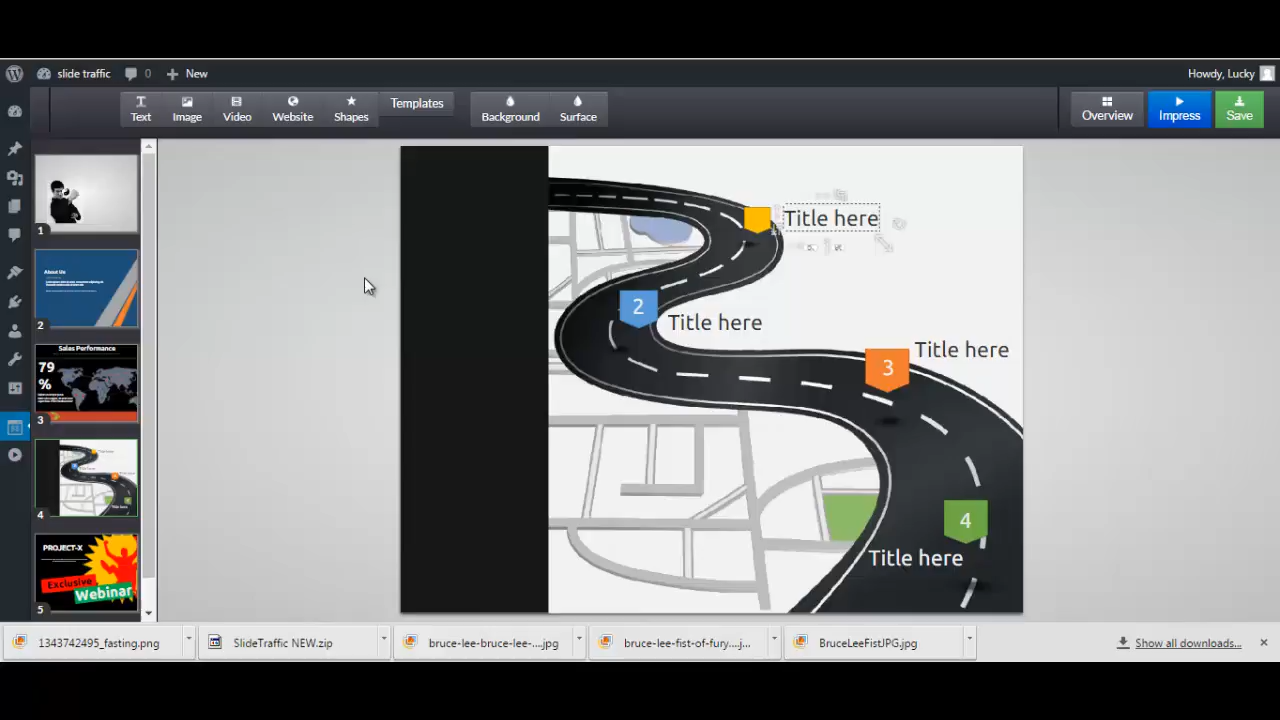 slide traffic 0 New Howdy, Lucky
Text Image Video Website Shapes Templates Background Surface Overview Impress Save
1
About Us
2
Sales Performance
79
%
3
4
PROJECT-X
Exclusive
Webinar
5
Title here
2
Title here
3
Title here
4
Title here
1343742495_fasting.png SlideTraffic NEW.zip bruce-lee-bruce-lee-....jpg bruce-lee-fist-of-fury....j... BruceLeeFistJPG.jpg Show all downloads...